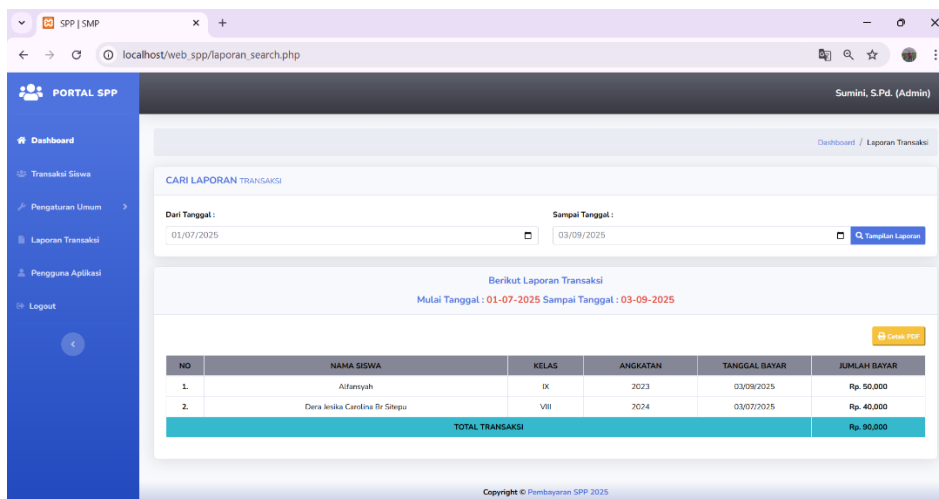 SPP | SMP
localhost/web_spp/laporan_search.php
PORTAL SPP
Sumini, S.Pd. (Admin)
Dashboard
Dashboard / Laporan Transaksi
Transaksi Siswa
CARI LAPORAN TRANSAKSI
Pengaturan Umum
Dari Tanggal : Sampai Tanggal :
Laporan Transaksi
01/07/2025 03/09/2025 Tampilan Laporan
Pengguna Aplikasi
Berikut Laporan Transaksi
Logout
Mulai Tanggal : 01-07-2025 Sampai Tanggal : 03-09-2025
Cetak PDF
NO NAMA SISWA KELAS ANGKATAN TANGGAL BAYAR JUMLAH BAYAR
1. Alfansyah IX 2023 03/09/2025 Rp. 50,000
2. Dera Jesika Carolina Br Sitepu VIII 2024 03/07/2025 Rp. 40,000
TOTAL TRANSAKSI Rp. 90,000
Copyright © Pembayaran SPP 2025